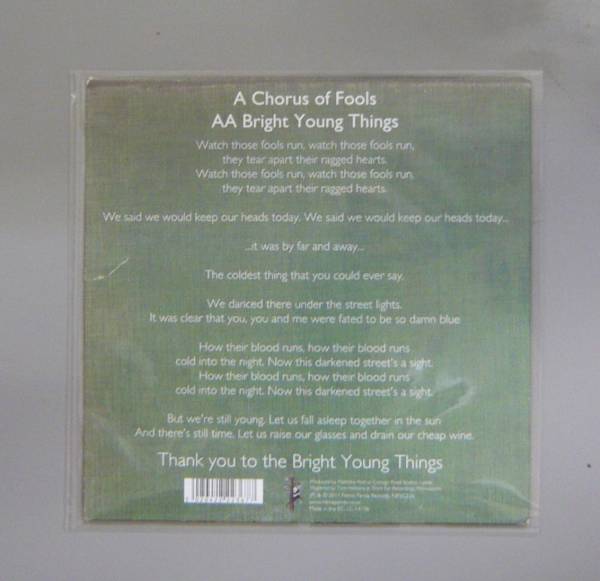 A Chorus of Fools
AA Bright Young Things
Watch those fools run, watch those fools run,
they tear apart their ragged hearts.
Watch those fools run, watch those fools run,
they tear apart their ragged hearts.
We said we would keep our heads today. We said we would keep our heads today...
...it was by far and away...
The coldest thing that you could ever say.
We danced there under the street lights.
It was clear that you, you and me were fated to be so damn blue
How their blood runs, how their blood runs
cold into the night. Now this darkened street's a sight.
How their blood runs, how their blood runs
cold into the night. Now this darkened street's a sight.
But we're still young. Let us fall asleep together in the sun
And there's still time. Let us raise our glasses and drain our cheap wine.
Thank you to the Bright Young Things